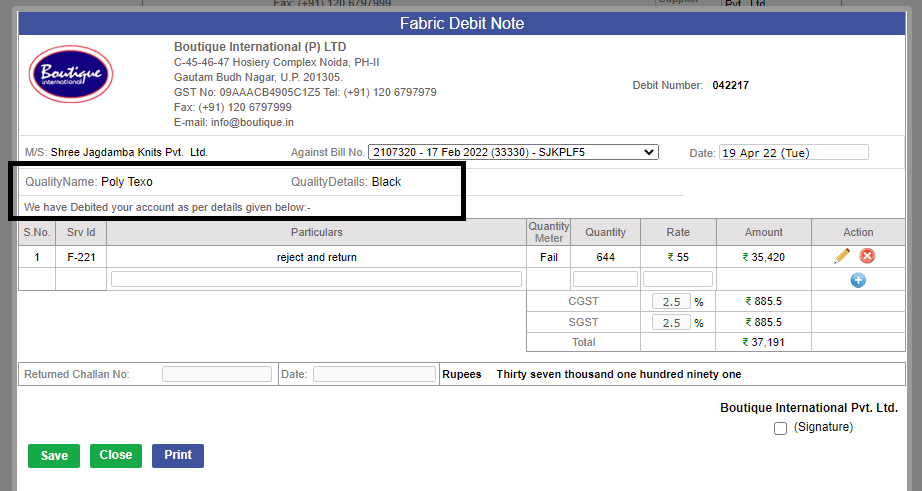 Fax: (+91) 120 6797999
Supplier
Pvt. Ltd.
Fabric Debit Note
Boutique
International
Boutique International (P) LTD
C-45-46-47 Hosiery Complex Noida, PH-II
Gautam Budh Nagar, U.P. 201305.
GST No: 09AAACB4905C1Z5 Tel: (+91) 120 6797979
Fax: (+91) 120 6797999
E-mail: info@boutique.in
Debit Number: 042217
M/S: Shree Jagdamba Knits Pvt. Ltd. Against Bill No. 2107320 - 17 Feb 2022 (33330) - SJKPLF5 Date: 19 Apr 22 (Tue)
QualityName: Poly Texo QualityDetails: Black
We have Debited your account as per details given below:-
S.No. Srv Id Particulars Quantity Meter Quantity Rate Amount Action
1 F-221 reject and return Fail 644 ₹ 55 ₹ 35,420
CGST 2.5 % ₹ 885.5
SGST 2.5 % ₹ 885.5
Total ₹ 37,191
Returned Challan No: Date: Rupees Thirty seven thousand one hundred ninety one
Boutique International Pvt. Ltd.
(Signature)
Save Close Print